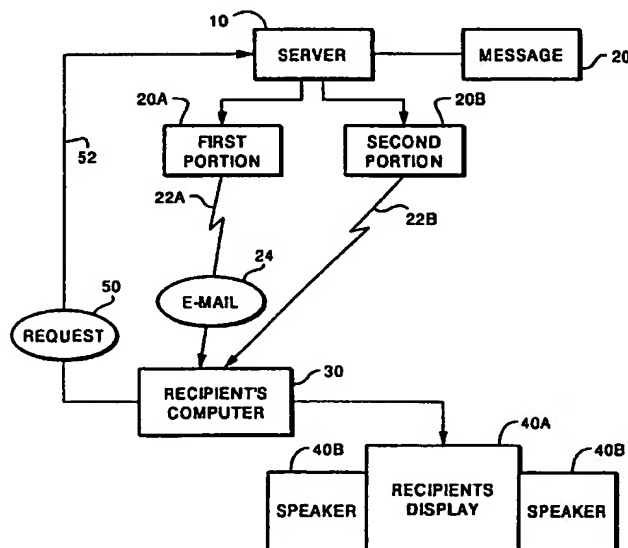 10
SERVER
MESSAGE
20
20A
20B
FIRST
PORTION
SECOND
PORTION
52
22A
22B
24
E-MAIL
50
REQUEST
30
RECIPIENT'S
COMPUTER
40A
40B
40B
SPEAKER
RECIPIENTS
DISPLAY
SPEAKER